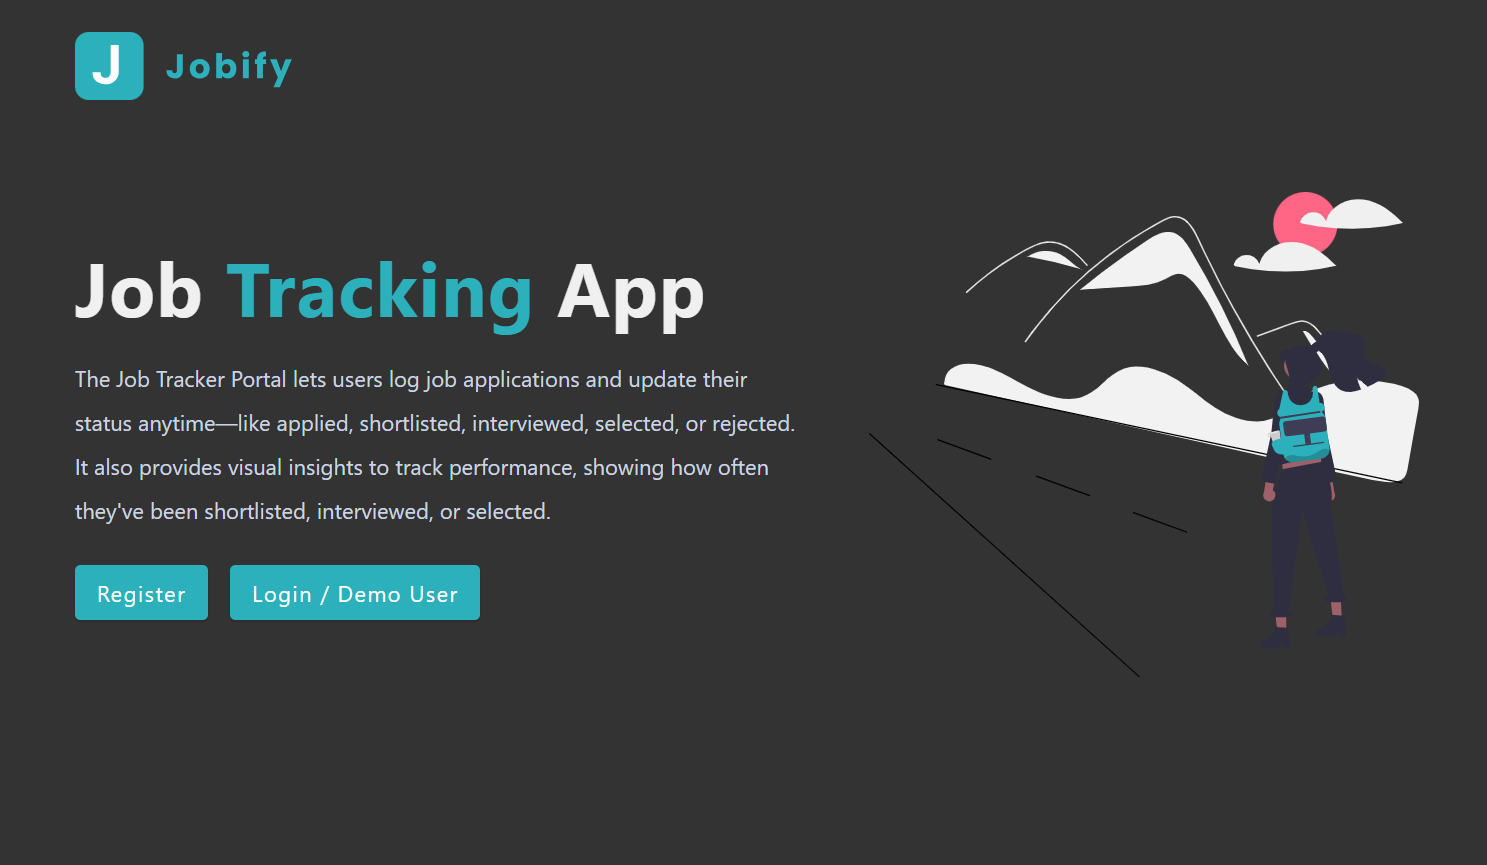 J Jobify
Job Tracking App
The Job Tracker Portal lets users log job applications and update their
status anytime—like applied, shortlisted, interviewed, selected, or rejected.
It also provides visual insights to track performance, showing how often
they've been shortlisted, interviewed, or selected.
Register Login / Demo User